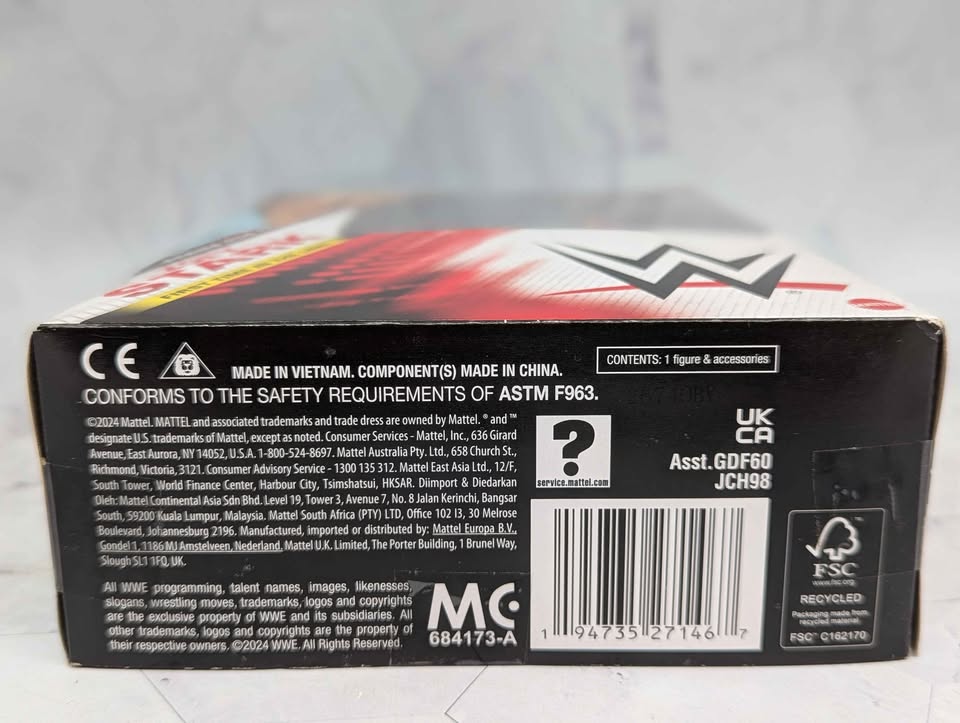 STARK
FIRST TIME IN THE
W
®
CE
MADE IN VIETNAM. COMPONENT(S) MADE IN CHINA.
CONTENTS: 1 figure & accessories
CONFORMS TO THE SAFETY REQUIREMENTS OF ASTM F963.
©2024 Mattel. MATTEL and associated trademarks and trade dress are owned by Mattel. ® and ™
designate U.S. trademarks of Mattel, except as noted. Consumer Services - Mattel, Inc., 636 Girard
Avenue, East Aurora, NY 14052, U.S.A. 1-800-524-8697. Mattel Australia Pty. Ltd., 658 Church St.,
Richmond, Victoria, 3121. Consumer Advisory Service - 1300 135 312. Mattel East Asia Ltd., 12/F,
South Tower, World Finance Center, Harbour City, Tsimshatsui, HKSAR. Diimport & Diedarkan
Oleh: Mattel Continental Asia Sdn Bhd. Level 19, Tower 3, Avenue 7, No. 8 Jalan Kerinchi, Bangsar
South, 59200 Kuala Lumpur, Malaysia. Mattel South Africa (PTY) LTD, Office 102 I3, 30 Melrose
Boulevard, Johannesburg 2196. Manufactured, imported or distributed by: Mattel Europa B.V.,
Gondel 1, 1186 MJ Amstelveen, Nederland. Mattel U.K. Limited, The Porter Building, 1 Brunel Way,
Slough SL1 1FQ, UK.
All WWE programming, talent names, images, likenesses,
slogans, wrestling moves, trademarks, logos and copyrights
are the exclusive property of WWE and its subsidiaries. All
other trademarks, logos and copyrights are the property of
their respective owners. ©2024 WWE. All Rights Reserved.
MC
684173-A
?
service.mattel.com
UK
CA
Asst.GDF60
JCH98
1 94735 27146 7
FSC
www.fsc.org
RECYCLED
Packaging made from
recycled material
FSC™ C162170